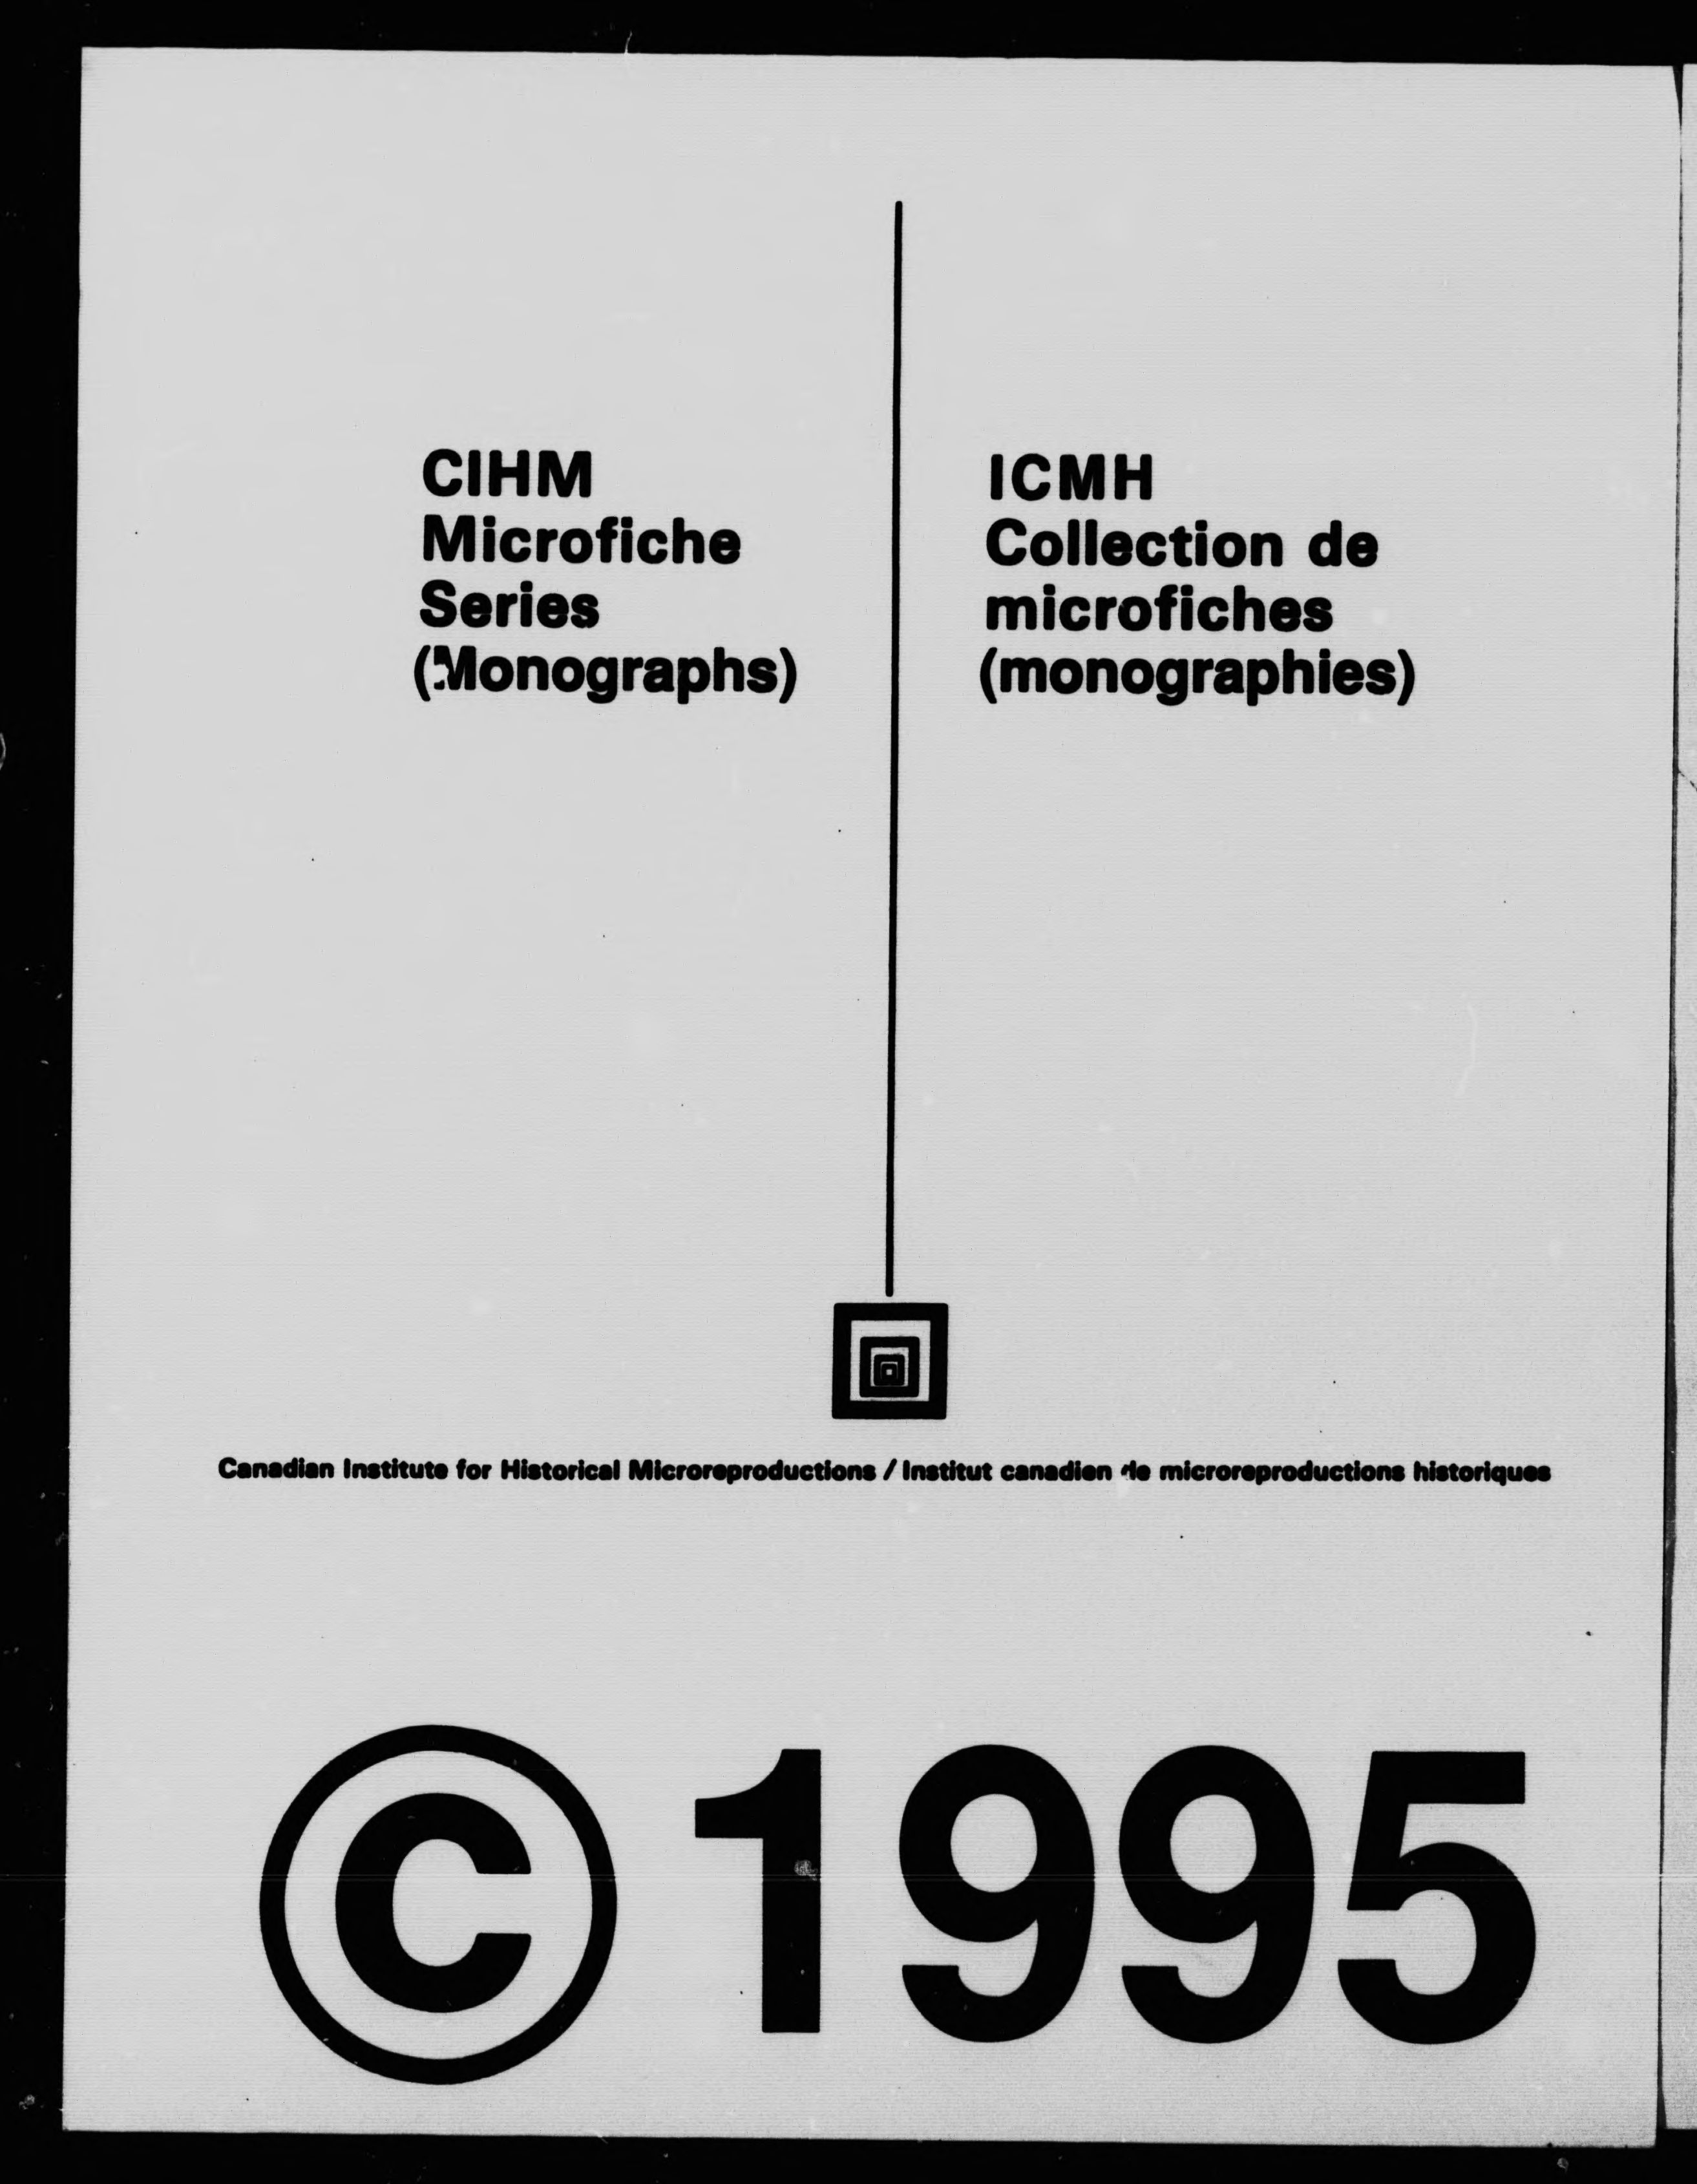 CIHM
Microfiche
Series
(Monographs)
ICMH
Collection de
microfiches
(monographies)
Canadian Institute for Historical Microreproductions / Institut canadien de microreproductions historiques
© 1995